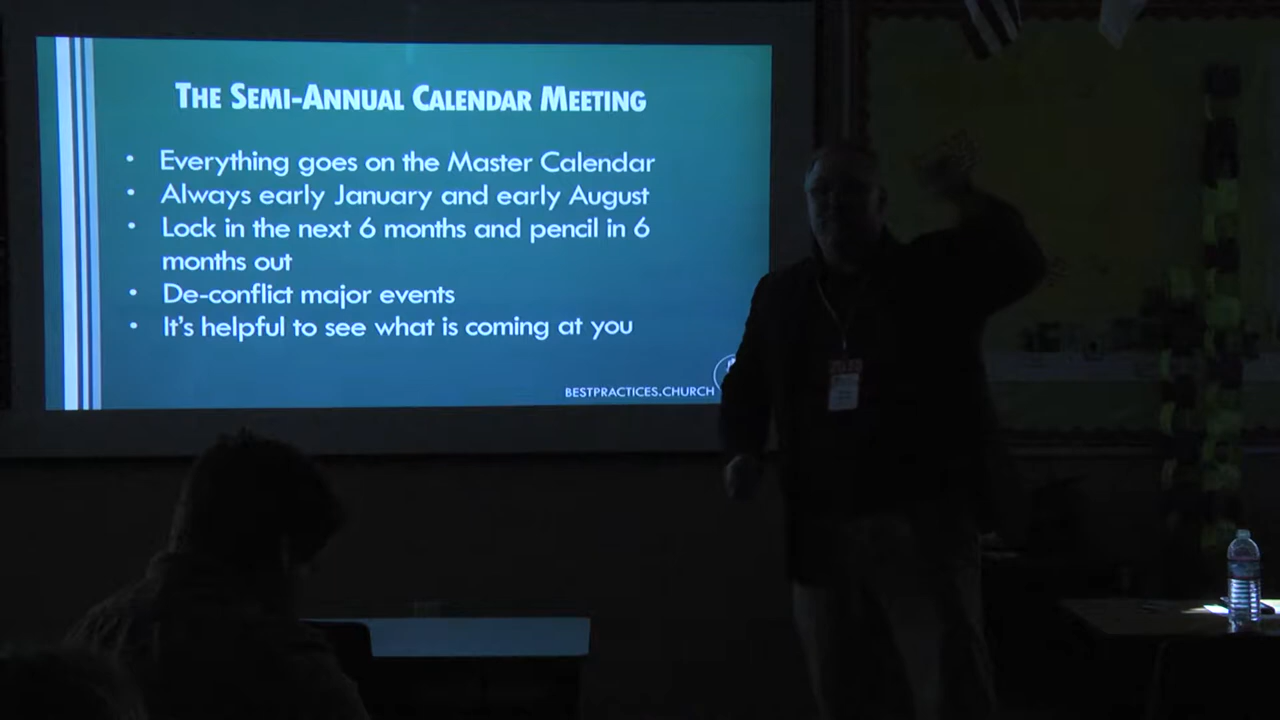 THE SEMI-ANNUAL CALENDAR MEETING
• Everything goes on the Master Calendar
• Always early January and early August
• Lock in the next 6 months and pencil in 6
months out
• De-conflict major events
• It's helpful to see what is coming at you
BESTPRACTICES.CHURCH